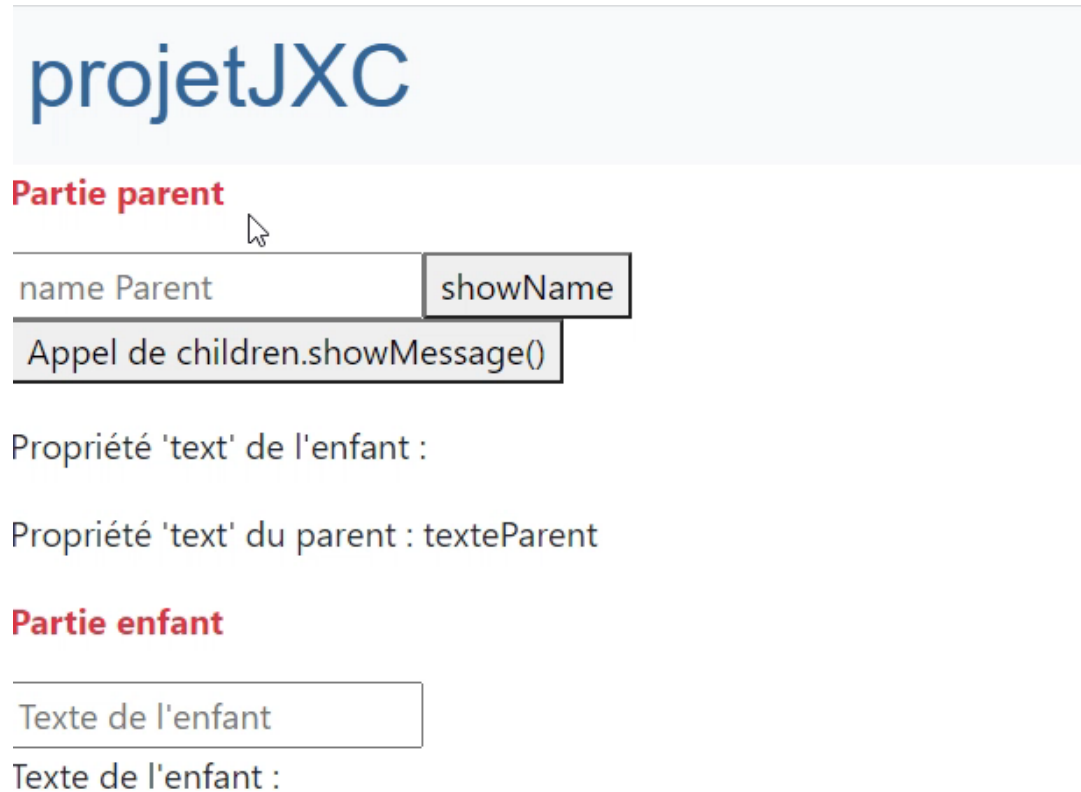 projetJXC
Partie parent
name Parent showName
Appel de children.showMessage()
Propriété 'text' de l'enfant :
Propriété 'text' du parent : texteParent
Partie enfant
Texte de l'enfant
Texte de l'enfant :